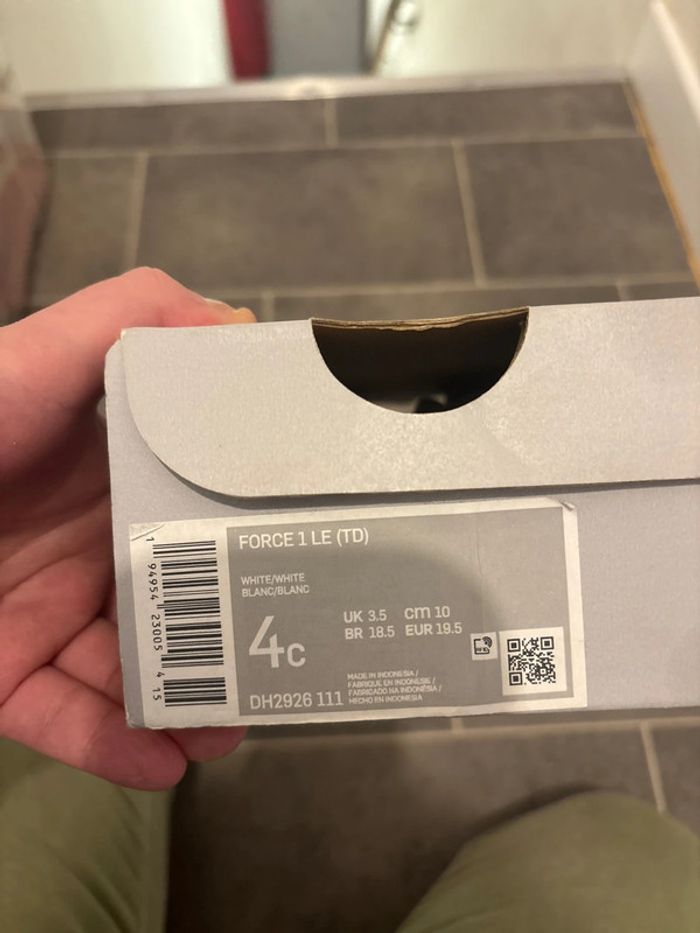 FORCE 1 LE (TD)
WHITE/WHITE
BLANC/BLANC
4C
UK 3.5 cm 10
BR 18.5 EUR 19.5
DH2926 111
MADE IN INDONESIA /
FABRIQUE EN INDONESIE /
FABRICADO NA INDONÉSIA /
HECHO EN INDONESIA
1 94954 23005 4 15